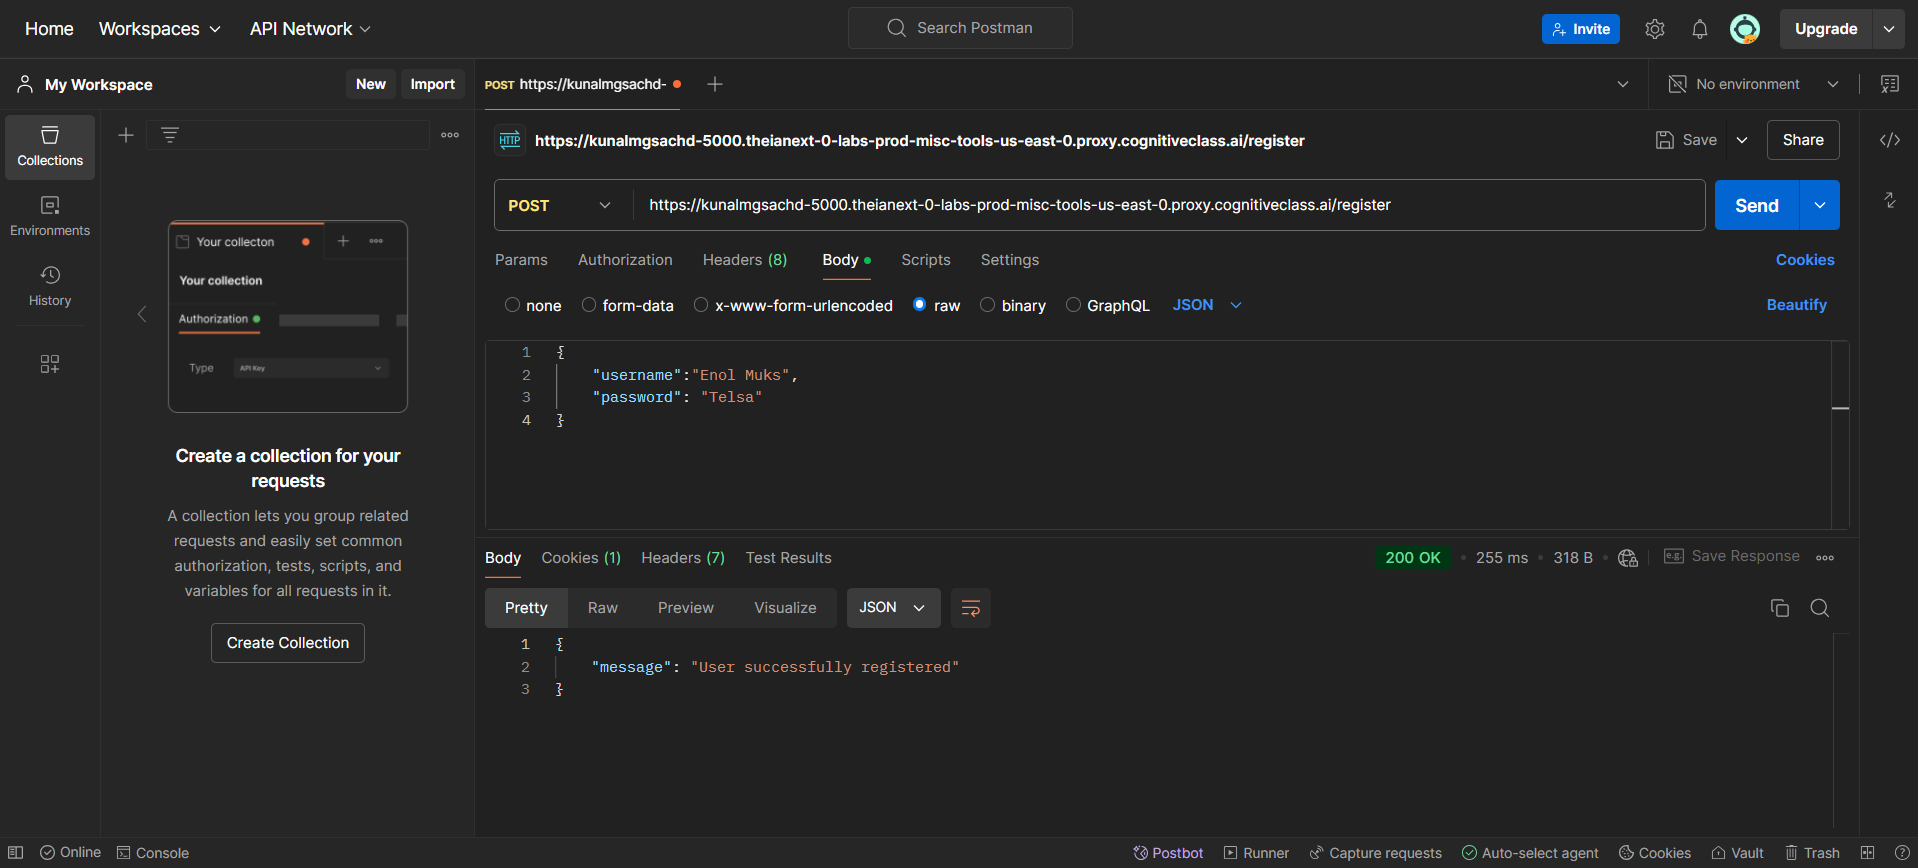 Home Workspaces API Network Search Postman Invite Upgrade
My Workspace New Import POST https://kunalmgsachd- No environment
Collections
Environments
History
Your collecton
Your collection
Authorization
Type API Key
Create a collection for your
requests
A collection lets you group related
requests and easily set common
authorization, tests, scripts, and
variables for all requests in it.
Create Collection
HTTP https://kunalmgsachd-5000.theianext-0-labs-prod-misc-tools-us-east-0.proxy.cognitiveclass.ai/register Save Share
POST https://kunalmgsachd-5000.theianext-0-labs-prod-misc-tools-us-east-0.proxy.cognitiveclass.ai/register Send
Params Authorization Headers (8) Body Scripts Settings Cookies
none form-data x-www-form-urlencoded raw binary GraphQL JSON Beautify
1 {
2 "username":"Enol Muks",
3 "password": "Telsa"
4 }
Body Cookies (1) Headers (7) Test Results 200 OK 255 ms 318 B e.g. Save Response
Pretty Raw Preview Visualize JSON
1 {
2 "message": "User successfully registered"
3 }
Online Console Postbot Runner Capture requests Auto-select agent Cookies Vault Trash